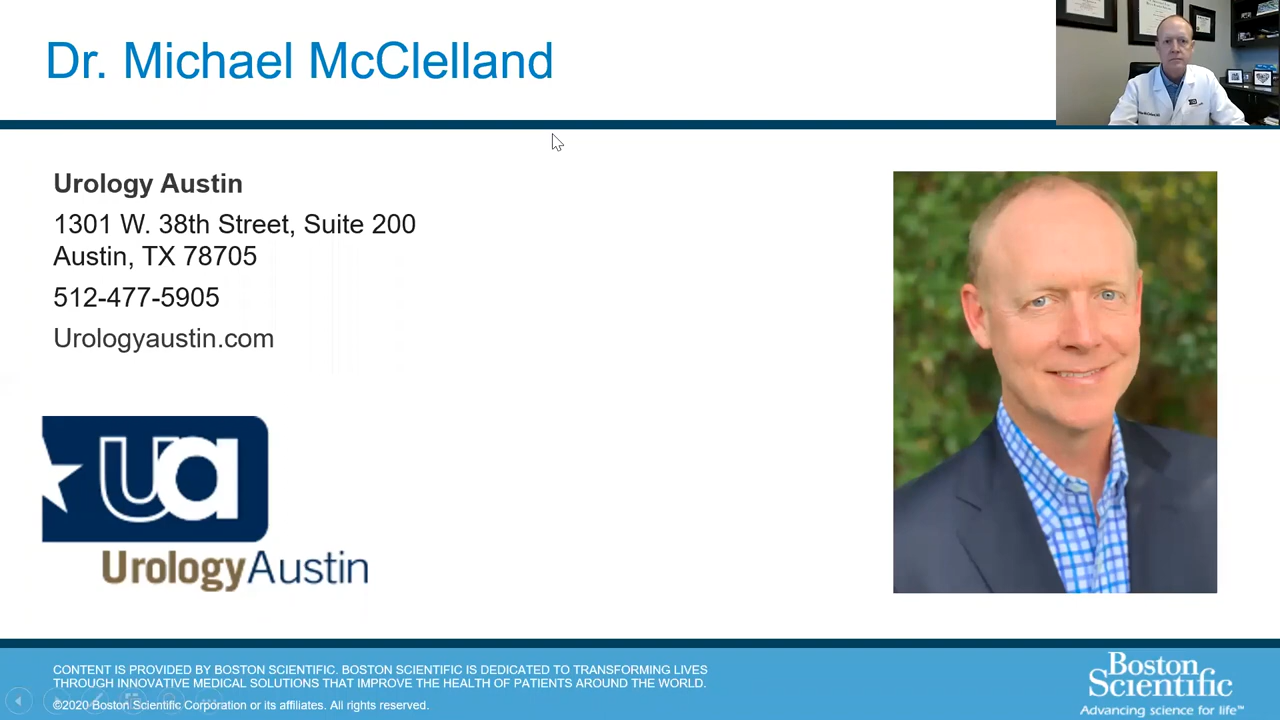 Dr. Michael McClelland
Urology Austin
1301 W. 38th Street, Suite 200
Austin, TX 78705
512-477-5905
Urologyaustin.com
ua
UrologyAustin
CONTENT IS PROVIDED BY BOSTON SCIENTIFIC. BOSTON SCIENTIFIC IS DEDICATED TO TRANSFORMING LIVES
THROUGH INNOVATIVE MEDICAL SOLUTIONS THAT IMPROVE THE HEALTH OF PATIENTS AROUND THE WORLD.
©2020 Boston Scientific Corporation or its affiliates. All rights reserved.
Boston
Scientific
Advancing science for life™